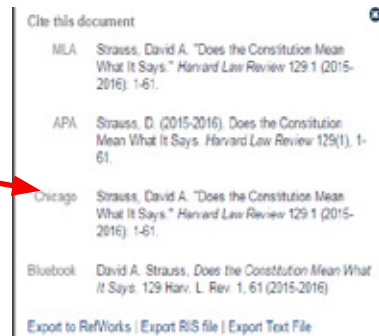 Cite this document
MLA Strauss, David A. "Does the Constitution Mean
What It Says." Harvard Law Review 129.1 (2015-
2016): 1-61.
APA Strauss, D. (2015-2016). Does the Constitution
Mean What It Says. Harvard Law Review 129(1), 1-
61.
Chicago Strauss, David A. "Does the Constitution Mean
What It Says." Harvard Law Review 129.1 (2015-
2016): 1-61.
Bluebook David A. Strauss, Does the Constitution Mean What
It Says, 129 Harv. L. Rev. 1, 61 (2015-2016)
Export to RefWorks | Export RIS file | Export Text File